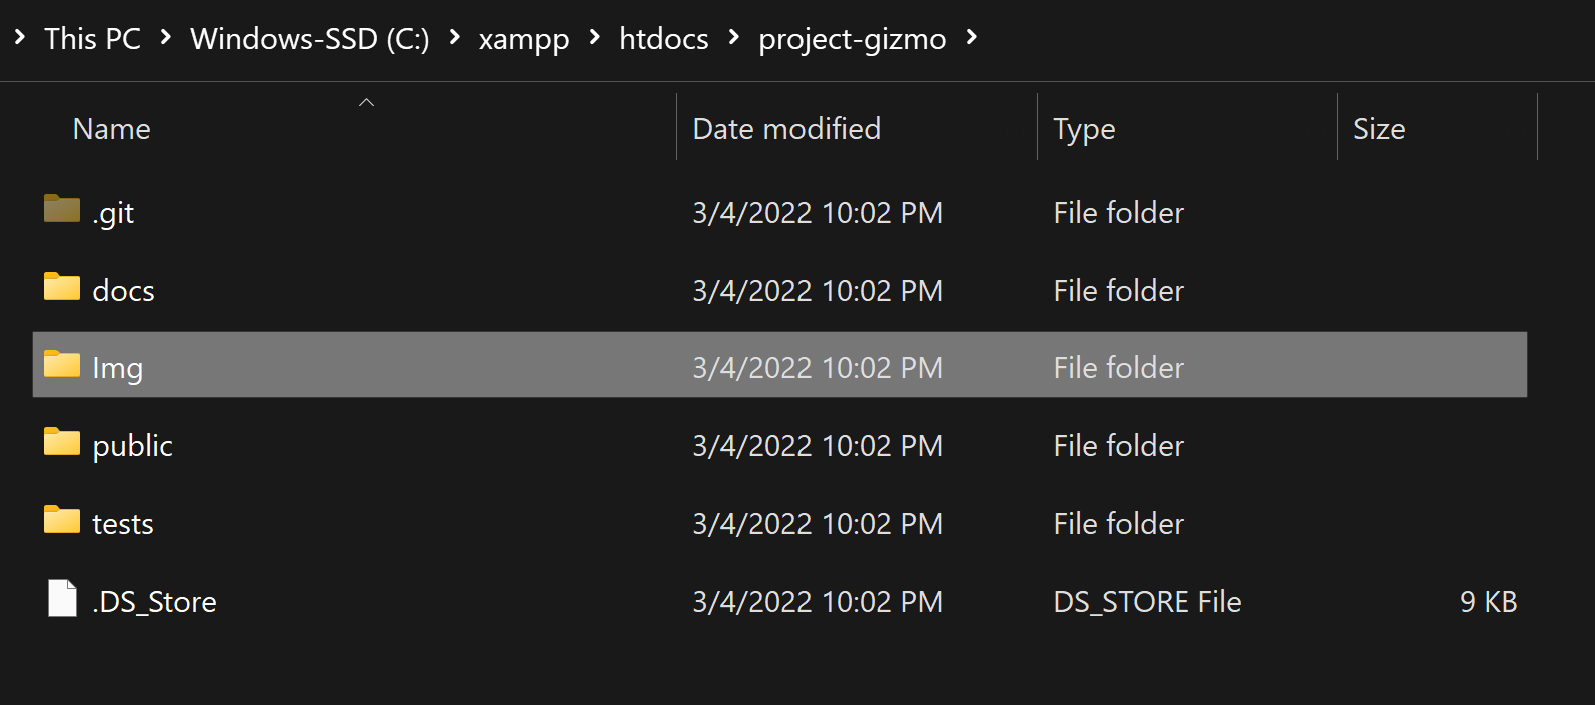 > This PC > Windows-SSD (C:) > xampp > htdocs > project-gizmo >
Name Date modified Type Size
.git 3/4/2022 10:02 PM File folder
docs 3/4/2022 10:02 PM File folder
Img 3/4/2022 10:02 PM File folder
public 3/4/2022 10:02 PM File folder
tests 3/4/2022 10:02 PM File folder
.DS_Store 3/4/2022 10:02 PM DS_STORE File 9 KB